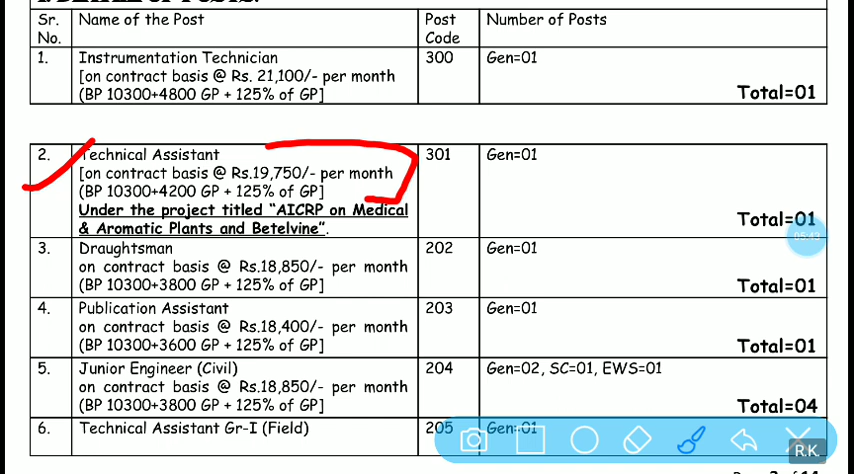 Sr. No. Name of the Post Post Code Number of Posts
1. Instrumentation Technician 300 Gen=01
[on contract basis @ Rs. 21,100/- per month
(BP 10300+4800 GP + 125% of GP] Total=01
2. Technical Assistant 301 Gen=01
[on contract basis @ Rs.19,750/- per month
(BP 10300+4200 GP + 125% of GP]
Under the project titled “AICRP on Medical Total=01
& Aromatic Plants and Betelvine”.
05:43
3. Draughtsman 202 Gen=01
on contract basis @ Rs.18,850/- per month
(BP 10300+3800 GP + 125% of GP] Total=01
4. Publication Assistant 203 Gen=01
on contract basis @ Rs.18,400/- per month
(BP 10300+3600 GP + 125% of GP] Total=01
5. Junior Engineer (Civil) 204 Gen=02, SC=01, EWS=01
on contract basis @ Rs.18,850/- per month
(BP 10300+3800 GP + 125% of GP] Total=04
6. Technical Assistant Gr-I (Field) 205 Gen=01
R.K.